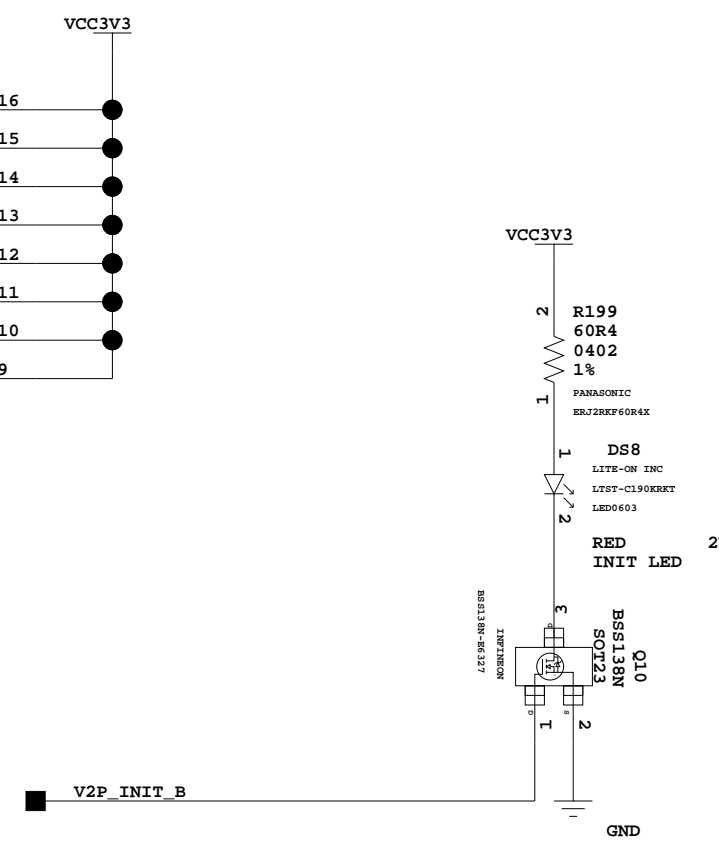 VCC3V3
16
15
14
13
12
11
10
9
VCC3V3
2
R199
60R4
0402
1%
1
PANASONIC
ERJ2RKF60R4X
1
DS8
LITE-ON INC
LTST-C190KRKT
LED0603
2
RED
INIT LED
BSS138N-E6327
INFINEON
3
D
Q10
BSS138N
SOT23
G
1
S
2
V2P_INIT_B
GND